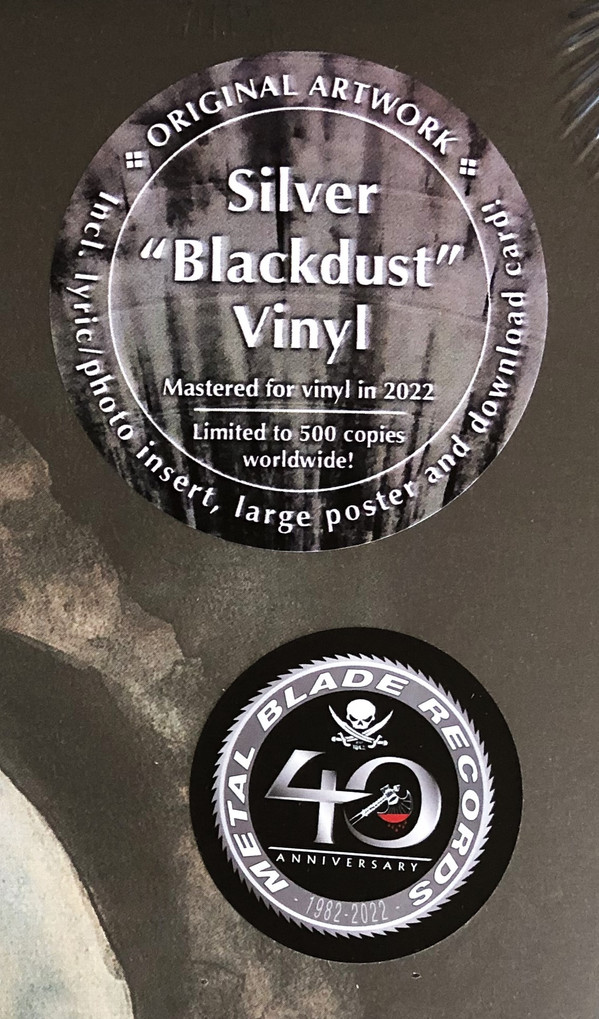 ORIGINAL ARTWORK
Silver
“Blackdust”
Vinyl
Mastered for vinyl in 2022
Limited to 500 copies
worldwide!
Incl. lyric/photo insert, large poster and download card!
METAL BLADE RECORDS
1982
40
ANNIVERSARY
- 1982-2022 -